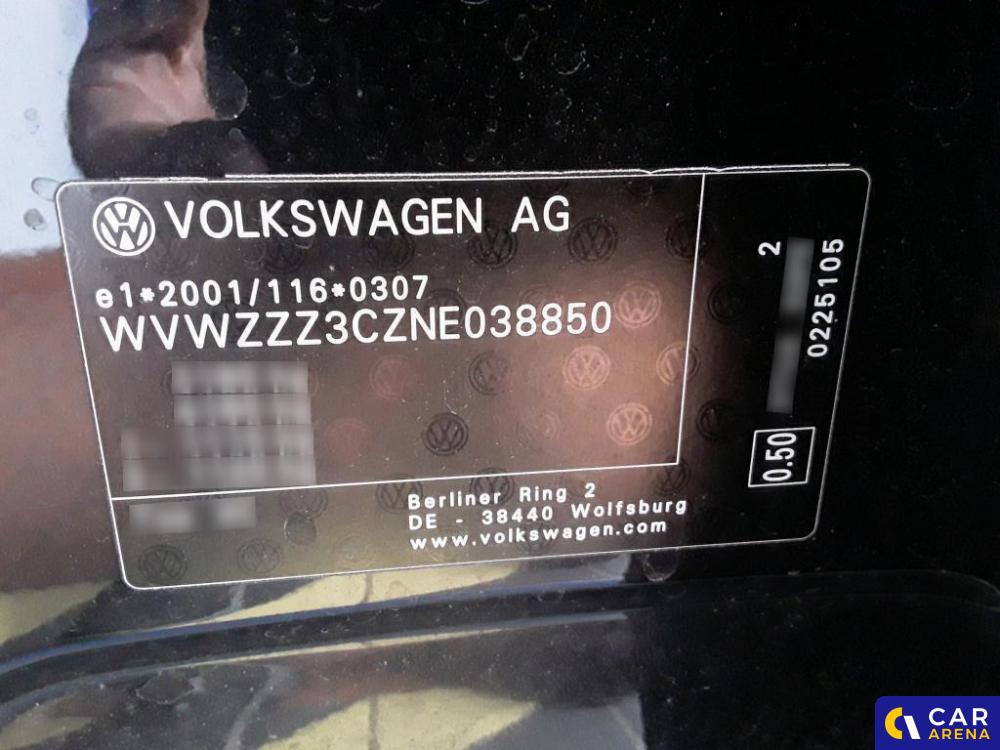 VOLKSWAGEN AG
e1*2001/116*0307
WVWZZZ3CZNE038850
Berliner Ring 2
DE - 38440 Wolfsburg
www.volkswagen.com
2
0225105
0.50
CAR
ARENA